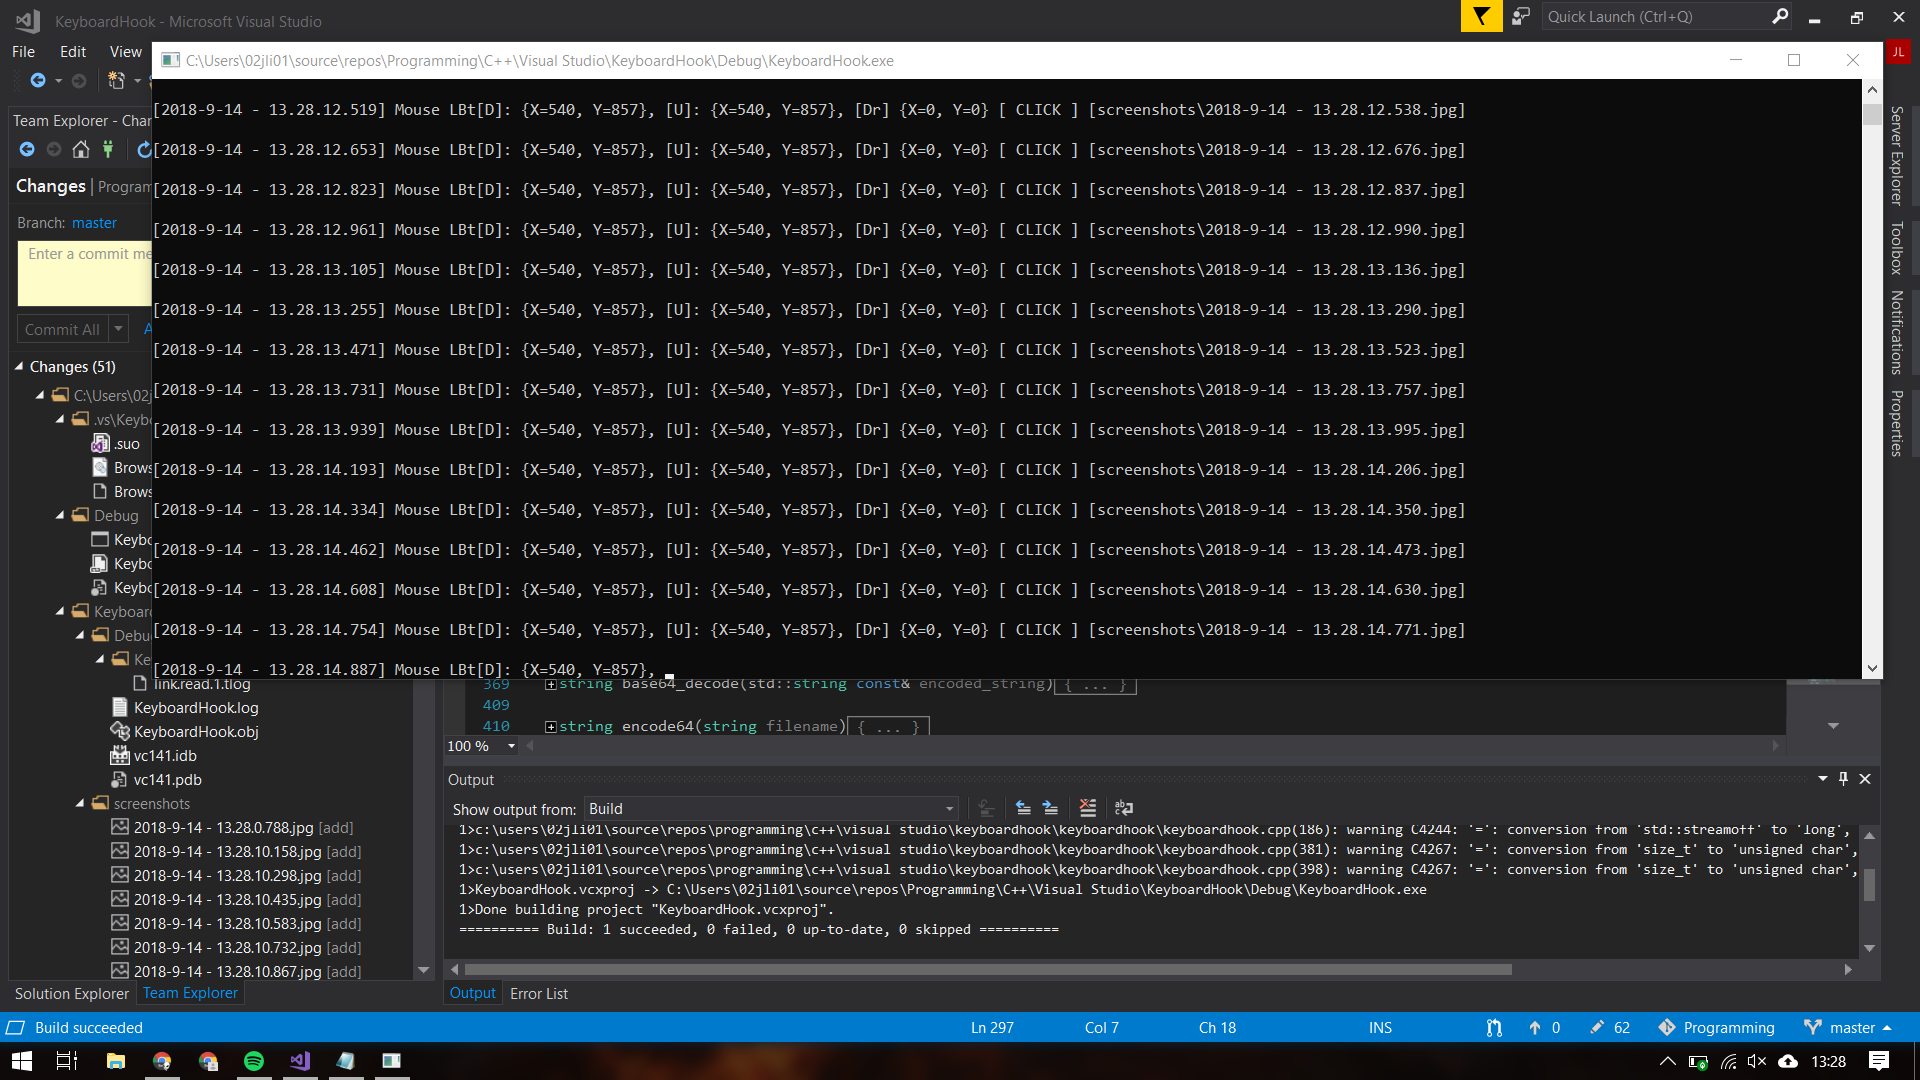 KeyboardHook - Microsoft Visual Studio
Quick Launch (Ctrl+Q)
File Edit View
JL
C:\Users\02jli01\source\repos\Programming\C++\Visual Studio\KeyboardHook\Debug\KeyboardHook.exe
Team Explorer - Char
Changes | Program
Branch: master
Enter a commit me
Commit All
Changes (51)
C:\Users\02j
.vs\Keybo
.suo
Brows
Brows
Debug
Keybo
Keybo
Keybo
Keyboard
Debu
Ke
link.read.1.tlog
KeyboardHook.log
KeyboardHook.obj
vc141.idb
vc141.pdb
screenshots
2018-9-14 - 13.28.0.788.jpg [add]
2018-9-14 - 13.28.10.158.jpg [add]
2018-9-14 - 13.28.10.298.jpg [add]
2018-9-14 - 13.28.10.435.jpg [add]
2018-9-14 - 13.28.10.583.jpg [add]
2018-9-14 - 13.28.10.732.jpg [add]
2018-9-14 - 13.28.10.867.jpg [add]
Solution Explorer Team Explorer
[2018-9-14 - 13.28.12.519] Mouse LBt[D]: {X=540, Y=857}, [U]: {X=540, Y=857}, [Dr] {X=0, Y=0} [ CLICK ] [screenshots\2018-9-14 - 13.28.12.538.jpg]
[2018-9-14 - 13.28.12.653] Mouse LBt[D]: {X=540, Y=857}, [U]: {X=540, Y=857}, [Dr] {X=0, Y=0} [ CLICK ] [screenshots\2018-9-14 - 13.28.12.676.jpg]
[2018-9-14 - 13.28.12.823] Mouse LBt[D]: {X=540, Y=857}, [U]: {X=540, Y=857}, [Dr] {X=0, Y=0} [ CLICK ] [screenshots\2018-9-14 - 13.28.12.837.jpg]
[2018-9-14 - 13.28.12.961] Mouse LBt[D]: {X=540, Y=857}, [U]: {X=540, Y=857}, [Dr] {X=0, Y=0} [ CLICK ] [screenshots\2018-9-14 - 13.28.12.990.jpg]
[2018-9-14 - 13.28.13.105] Mouse LBt[D]: {X=540, Y=857}, [U]: {X=540, Y=857}, [Dr] {X=0, Y=0} [ CLICK ] [screenshots\2018-9-14 - 13.28.13.136.jpg]
[2018-9-14 - 13.28.13.255] Mouse LBt[D]: {X=540, Y=857}, [U]: {X=540, Y=857}, [Dr] {X=0, Y=0} [ CLICK ] [screenshots\2018-9-14 - 13.28.13.290.jpg]
[2018-9-14 - 13.28.13.471] Mouse LBt[D]: {X=540, Y=857}, [U]: {X=540, Y=857}, [Dr] {X=0, Y=0} [ CLICK ] [screenshots\2018-9-14 - 13.28.13.523.jpg]
[2018-9-14 - 13.28.13.731] Mouse LBt[D]: {X=540, Y=857}, [U]: {X=540, Y=857}, [Dr] {X=0, Y=0} [ CLICK ] [screenshots\2018-9-14 - 13.28.13.757.jpg]
[2018-9-14 - 13.28.13.939] Mouse LBt[D]: {X=540, Y=857}, [U]: {X=540, Y=857}, [Dr] {X=0, Y=0} [ CLICK ] [screenshots\2018-9-14 - 13.28.13.995.jpg]
[2018-9-14 - 13.28.14.193] Mouse LBt[D]: {X=540, Y=857}, [U]: {X=540, Y=857}, [Dr] {X=0, Y=0} [ CLICK ] [screenshots\2018-9-14 - 13.28.14.206.jpg]
[2018-9-14 - 13.28.14.334] Mouse LBt[D]: {X=540, Y=857}, [U]: {X=540, Y=857}, [Dr] {X=0, Y=0} [ CLICK ] [screenshots\2018-9-14 - 13.28.14.350.jpg]
[2018-9-14 - 13.28.14.462] Mouse LBt[D]: {X=540, Y=857}, [U]: {X=540, Y=857}, [Dr] {X=0, Y=0} [ CLICK ] [screenshots\2018-9-14 - 13.28.14.473.jpg]
[2018-9-14 - 13.28.14.608] Mouse LBt[D]: {X=540, Y=857}, [U]: {X=540, Y=857}, [Dr] {X=0, Y=0} [ CLICK ] [screenshots\2018-9-14 - 13.28.14.630.jpg]
[2018-9-14 - 13.28.14.754] Mouse LBt[D]: {X=540, Y=857}, [U]: {X=540, Y=857}, [Dr] {X=0, Y=0} [ CLICK ] [screenshots\2018-9-14 - 13.28.14.771.jpg]
[2018-9-14 - 13.28.14.887] Mouse LBt[D]: {X=540, Y=857},
369 string base64_decode(std::string const& encoded_string){ ... }
409
410 string encode64(string filename){ ... }
100 %
Output
Show output from: Build
1>c:\users\02jli01\source\repos\programming\c++\visual studio\keyboardhook\keyboardhook\keyboardhook.cpp(186): warning C4244: '=': conversion from 'std::streamoff' to 'long',
1>c:\users\02jli01\source\repos\programming\c++\visual studio\keyboardhook\keyboardhook\keyboardhook.cpp(381): warning C4267: '=': conversion from 'size_t' to 'unsigned char',
1>c:\users\02jli01\source\repos\programming\c++\visual studio\keyboardhook\keyboardhook\keyboardhook.cpp(398): warning C4267: '=': conversion from 'size_t' to 'unsigned char',
1>KeyboardHook.vcxproj -> C:\Users\02jli01\source\repos\Programming\C++\Visual Studio\KeyboardHook\Debug\KeyboardHook.exe
1>Done building project "KeyboardHook.vcxproj".
========== Build: 1 succeeded, 0 failed, 0 up-to-date, 0 skipped ==========
Output Error List
Server Explorer
Toolbox
Notifications
Properties
Build succeeded Ln 297 Col 7 Ch 18 INS 0 62 Programming master
13:28